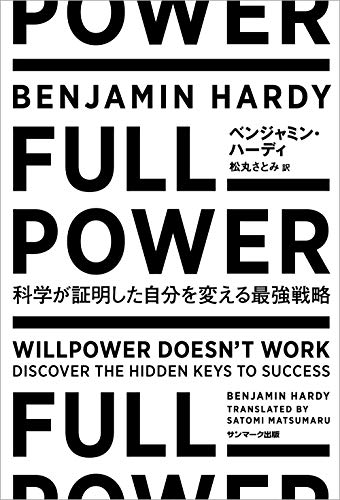 POWER
BENJAMIN HARDY
FULL
ベンジャミン・
ハーディ
松丸さとみ 訳
POWER
科学が証明した自分を変える最強戦略
WILLPOWER DOESN'T WORK
DISCOVER THE HIDDEN KEYS TO SUCCESS
FULL
BENJAMIN HARDY
TRANSLATED BY
SATOMI MATSUMARU
サンマーク出版
POWER